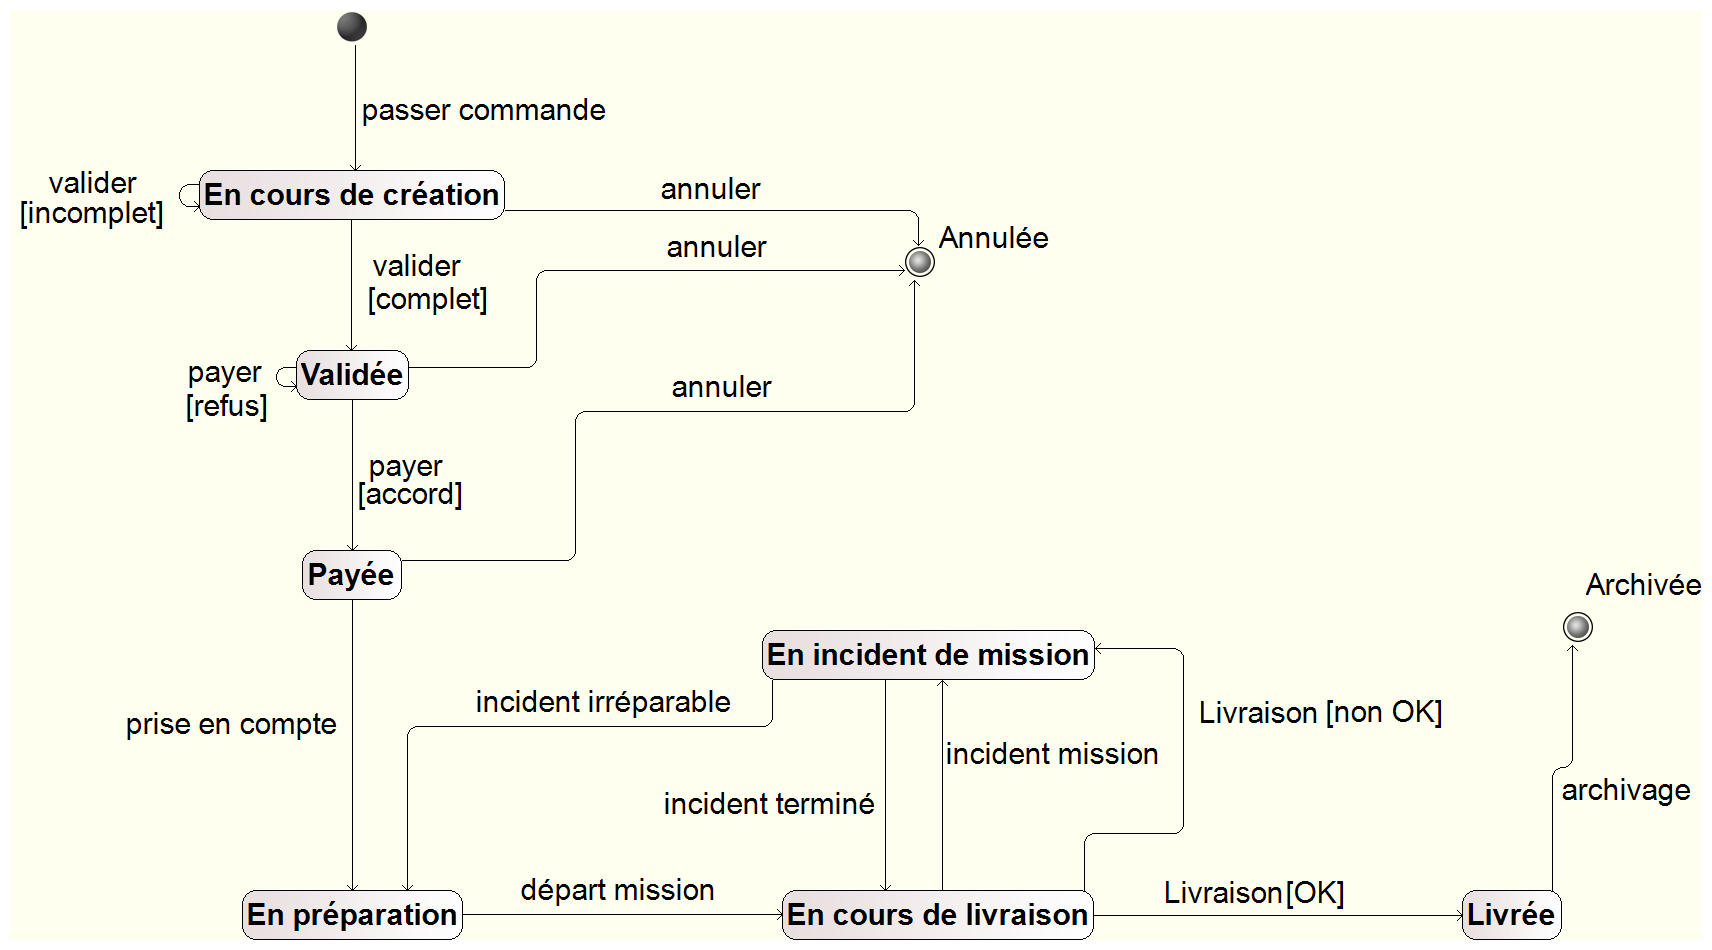 passer commande
valider
[incomplet]
En cours de création
annuler
Annulée
annuler
valider
[complet]
payer
[refus]
Validée
annuler
payer
[accord]
Payée
Archivée
En incident de mission
incident irréparable
Livraison [non OK]
prise en compte
incident mission
incident terminé
archivage
départ mission
Livraison[OK]
En préparation
En cours de livraison
Livrée